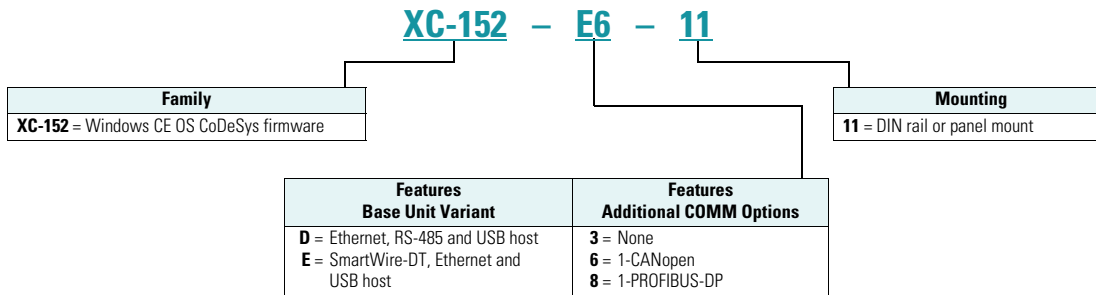 XC-152 – E6 – 11
Family
XC-152 = Windows CE OS CoDeSys firmware
Mounting
11 = DIN rail or panel mount
Features
Base Unit Variant
D = Ethernet, RS-485 and USB host
E = SmartWire-DT, Ethernet and
USB host
Features
Additional COMM Options
3 = None
6 = 1-CANopen
8 = 1-PROFIBUS-DP